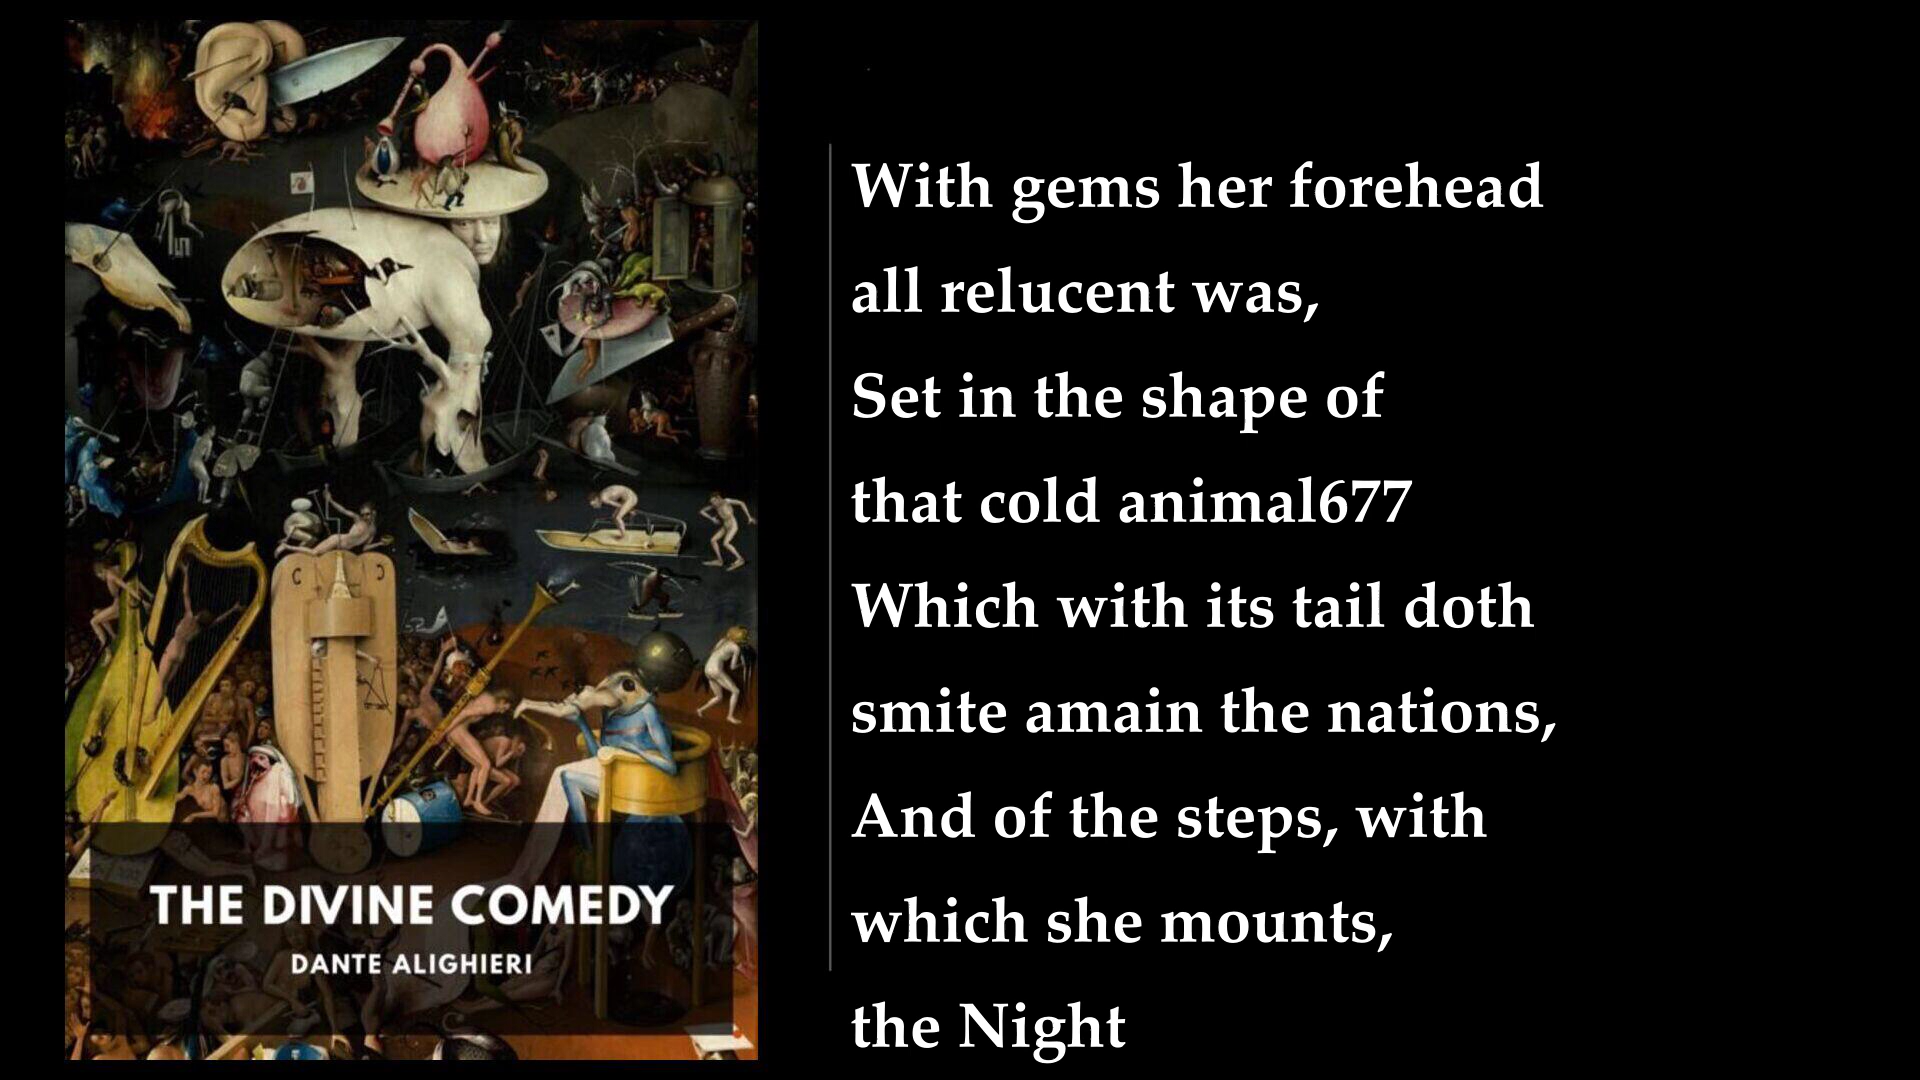 THE DIVINE COMEDY
DANTE ALIGHIERI
With gems her forehead
all relucent was,
Set in the shape of
that cold animal677
Which with its tail doth
smite amain the nations,
And of the steps, with
which she mounts,
the Night